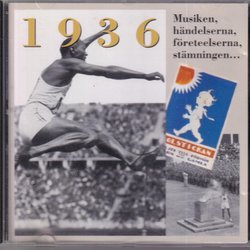 1936
Musiken,
händelserna,
företeelserna,
stämningen...